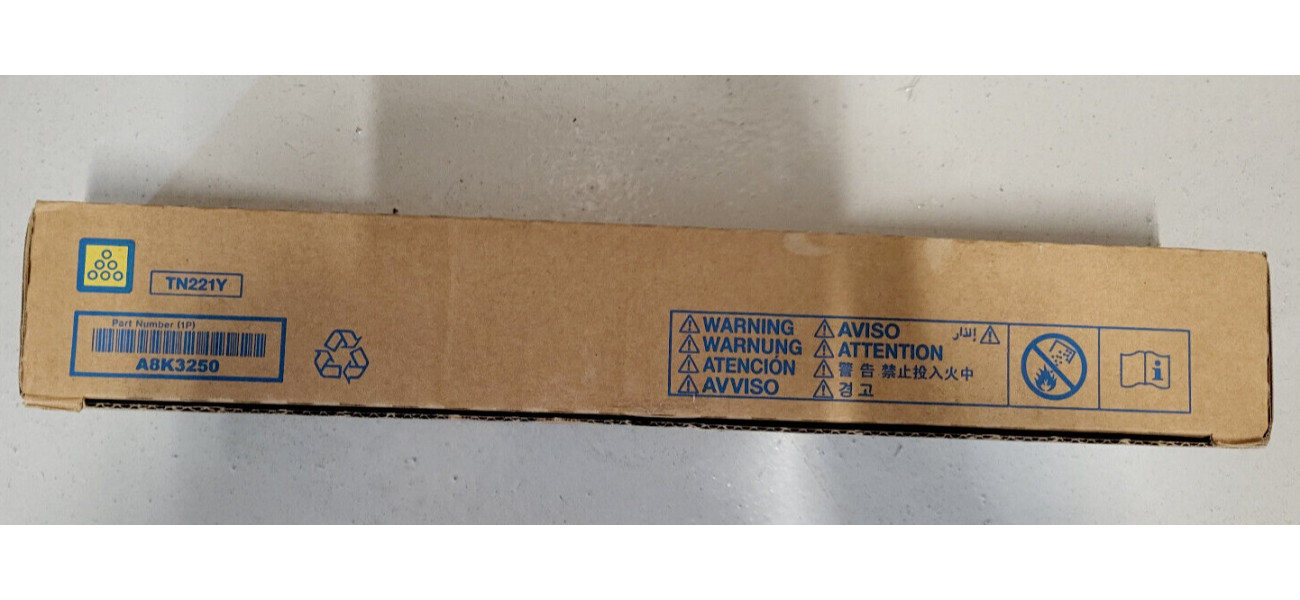 TN221Y
Part Number (1P)
A8K3250
WARNING
WARNUNG
ATENCIÓN
AVVISO
AVISO
إنذار
ATTENTION
警 告 禁止投入火中
경 고